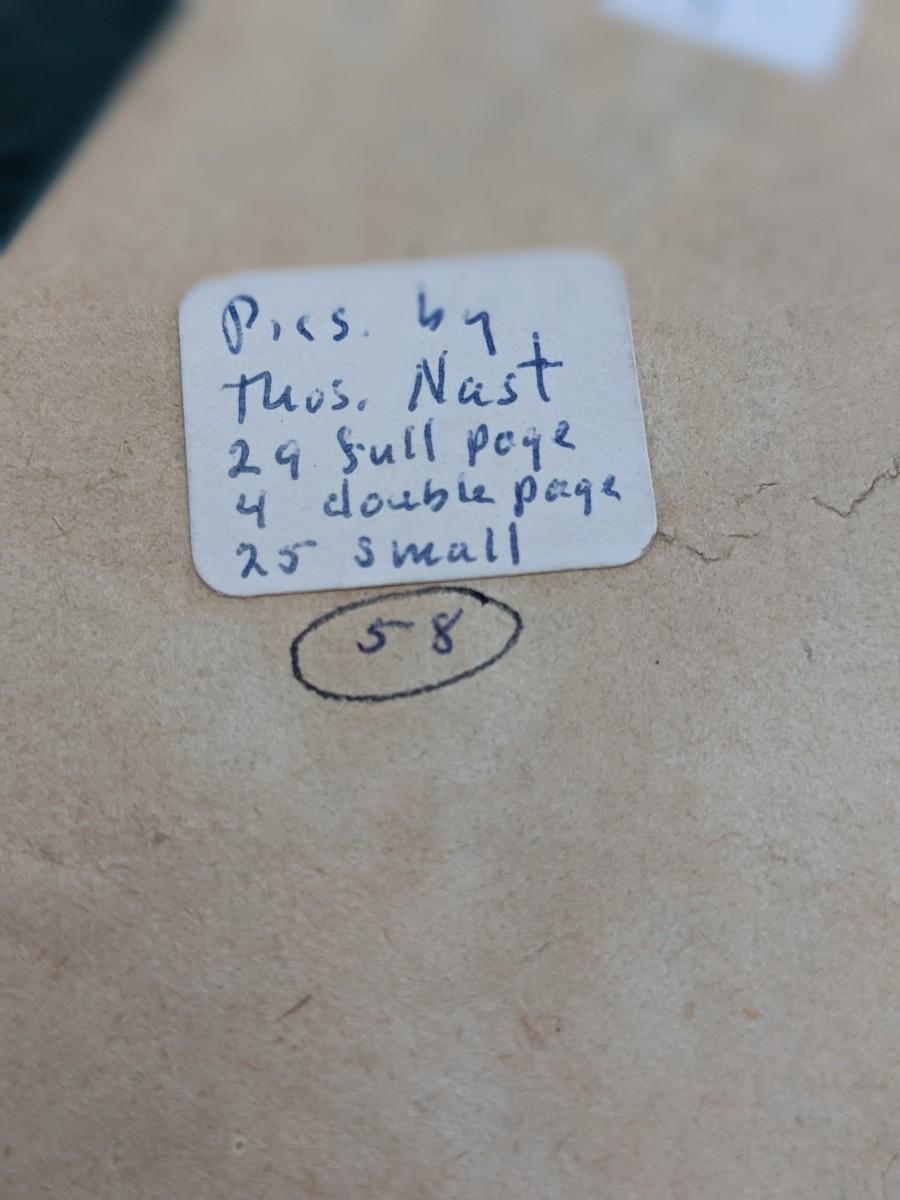 Pics. by
Thos. Nast
29 full page
4 double page
25 small
58